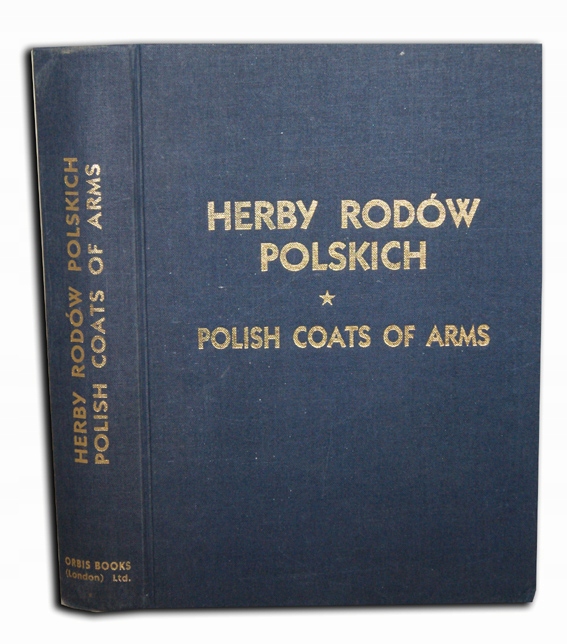 HERBY RODÓW POLSKICH
POLISH COATS OF ARMS
ORBIS BOOKS
(London) Ltd.
HERBY RODÓW
POLSKICH
POLISH COATS OF ARMS